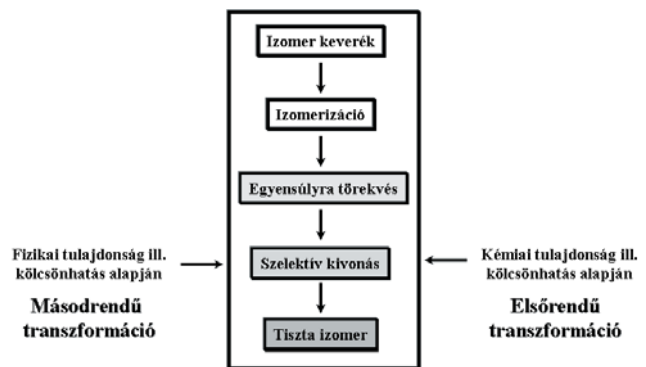 Izomer keverék
Izomerizáció
Egyensúlyra törekvés
Szelektív kivonás
Tiszta izomer
Fizikai tulajdonság ill.
kölcsönhatás alapján
Másodrendű
transzformáció
Kémiai tulajdonság ill.
kölcsönhatás alapján
Elsőrendű
transzformáció